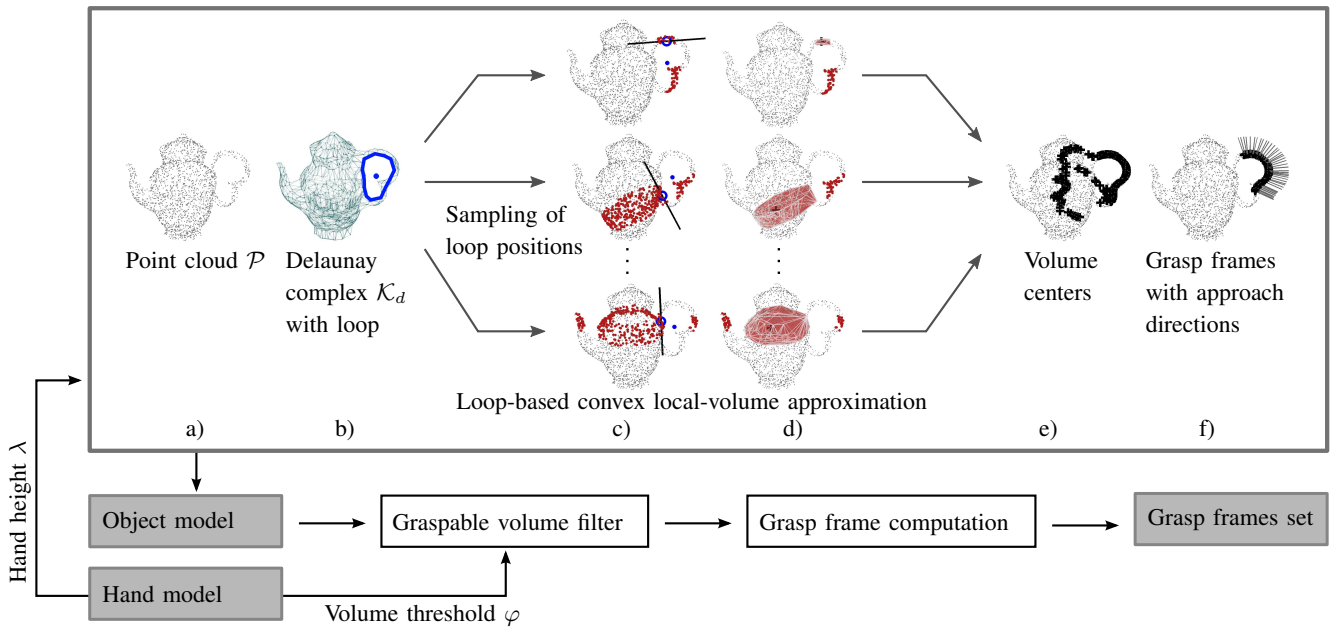 Point cloud 𝒫
Delaunay
complex 𝒦_d
with loop
Sampling of
loop positions
Volume
centers
Grasp frames
with approach
directions
Loop-based convex local-volume approximation
a) b) c) d) e) f)
Hand height λ
Object model
Graspable volume filter
Grasp frame computation
Grasp frames set
Hand model
Volume threshold φ